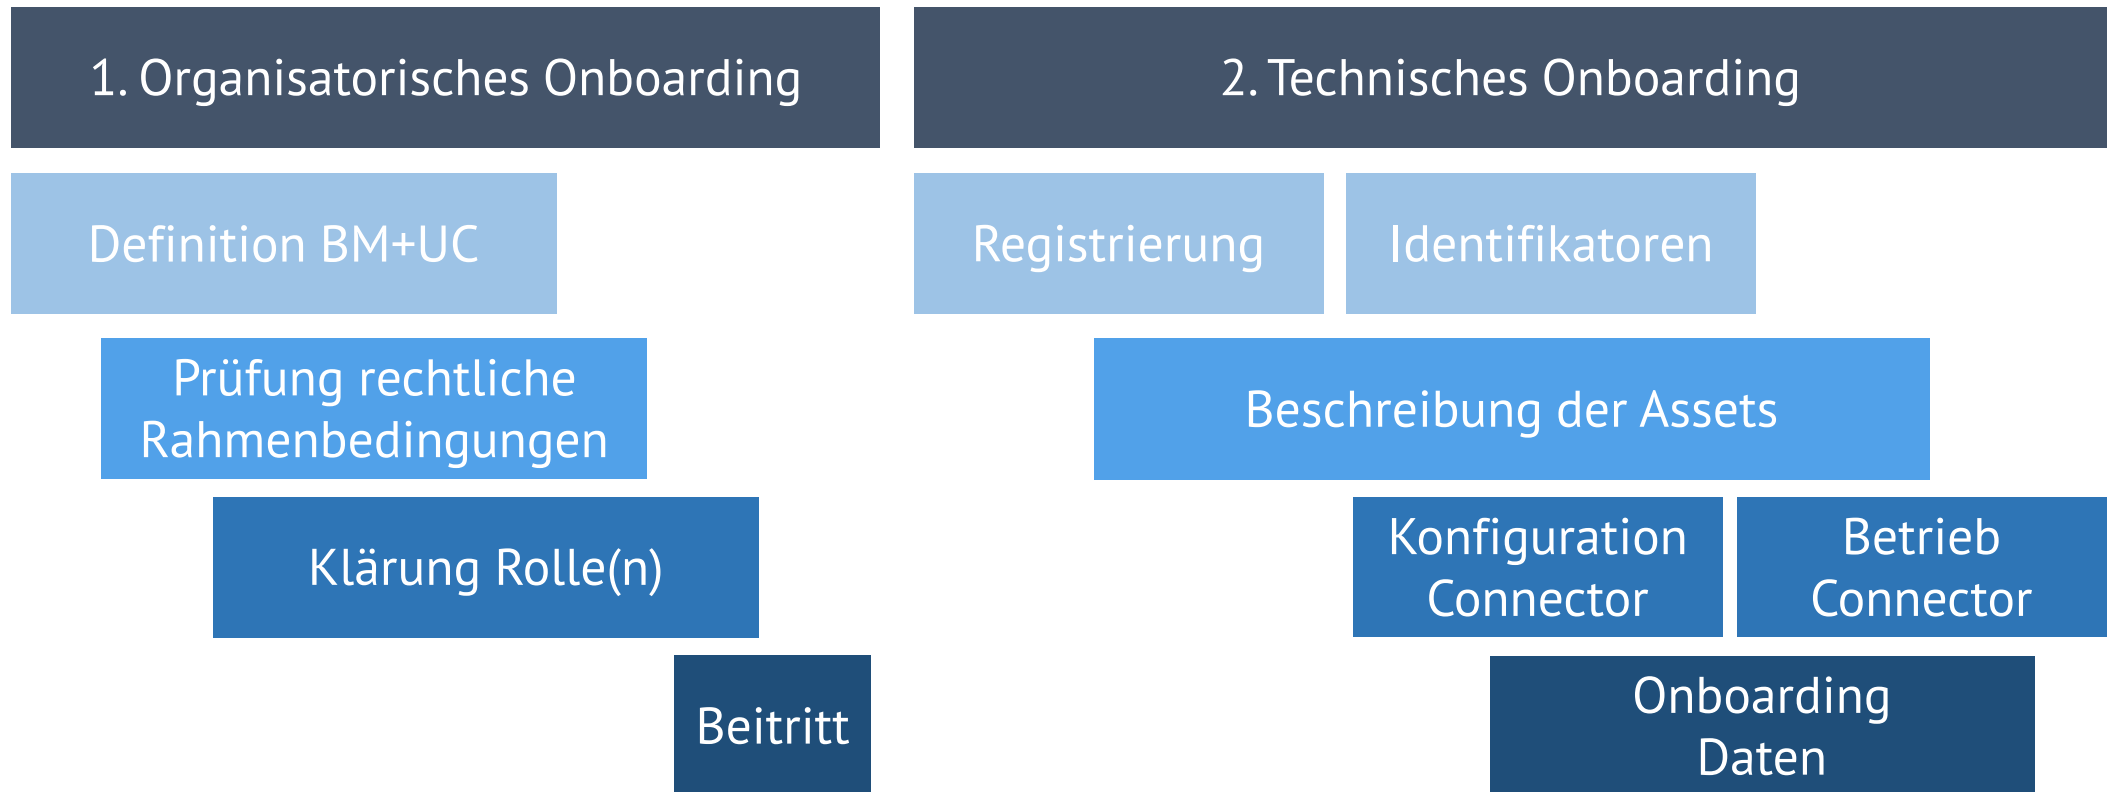 1. Organisatorisches Onboarding
Definition BM+UC
Prüfung rechtliche
Rahmenbedingungen
Klärung Rolle(n)
Beitritt
2. Technisches Onboarding
Registrierung
Identifikatoren
Beschreibung der Assets
Konfiguration
Connector
Betrieb
Connector
Onboarding
Daten